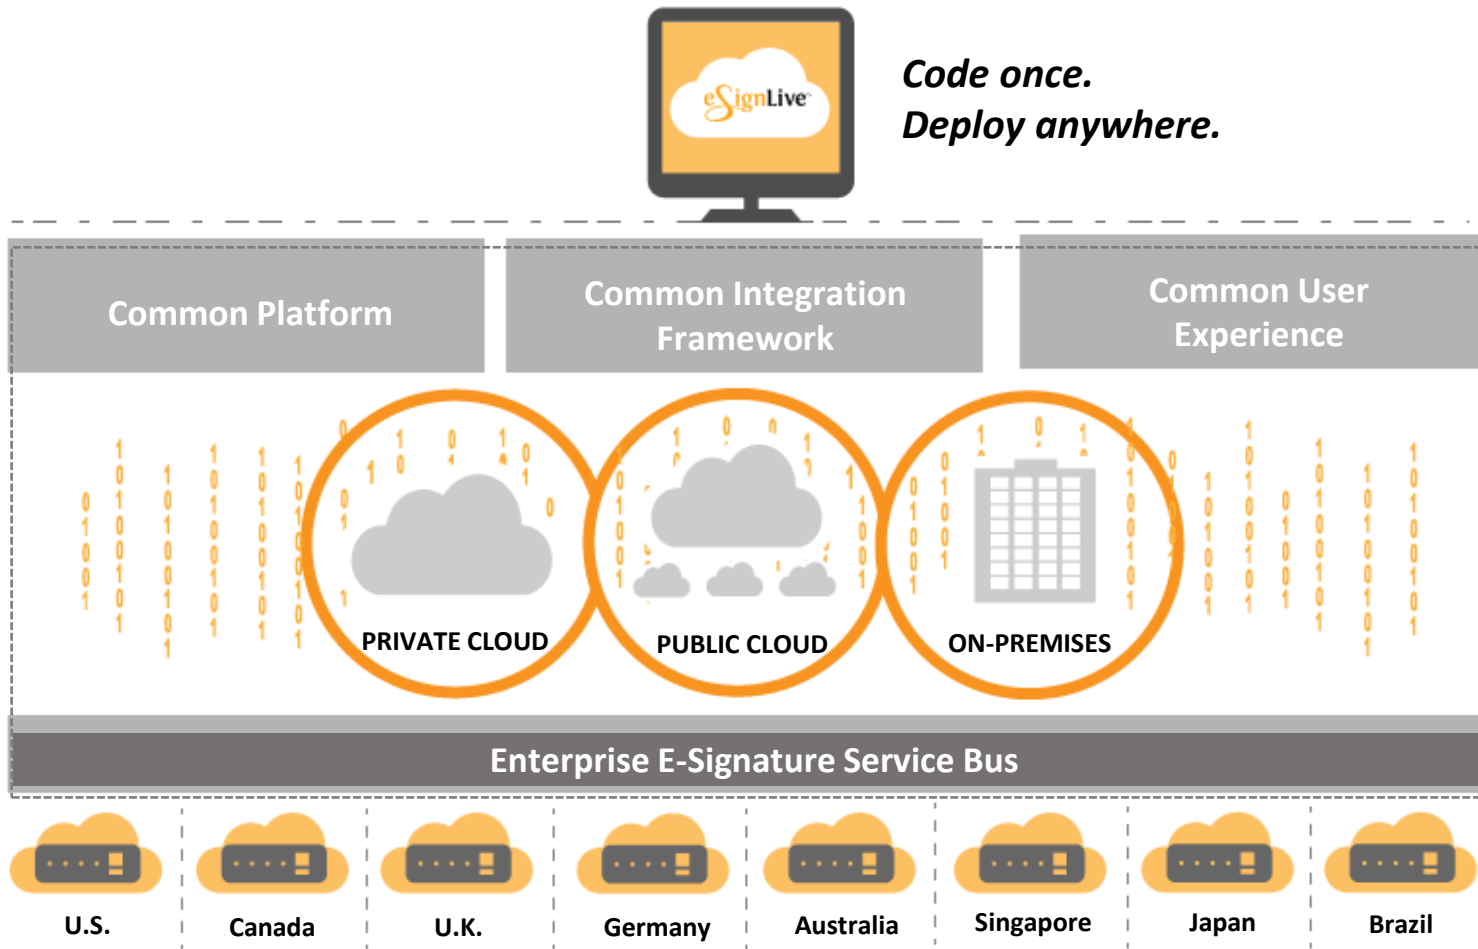 eSignLive
Code once.
Deploy anywhere.
Common Platform
Common Integration
Framework
Common User
Experience
PRIVATE CLOUD
PUBLIC CLOUD
ON-PREMISES
Enterprise E-Signature Service Bus
U.S.
Canada
U.K.
Germany
Australia
Singapore
Japan
Brazil